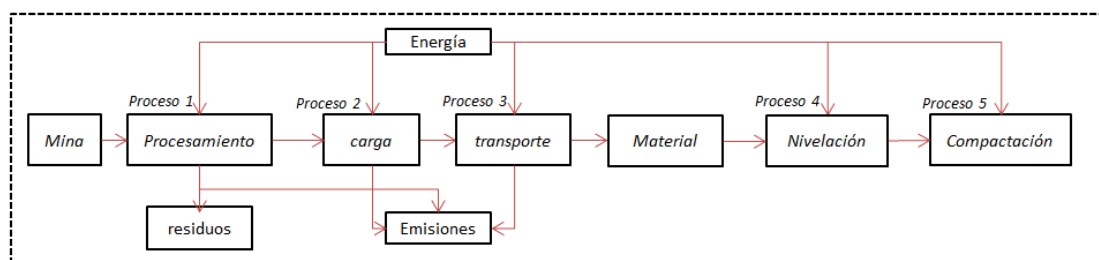 Energía
Proceso 1
Proceso 2
Proceso 3
Proceso 4
Proceso 5
Mina
Procesamiento
carga
transporte
Material
Nivelación
Compactación
residuos
Emisiones